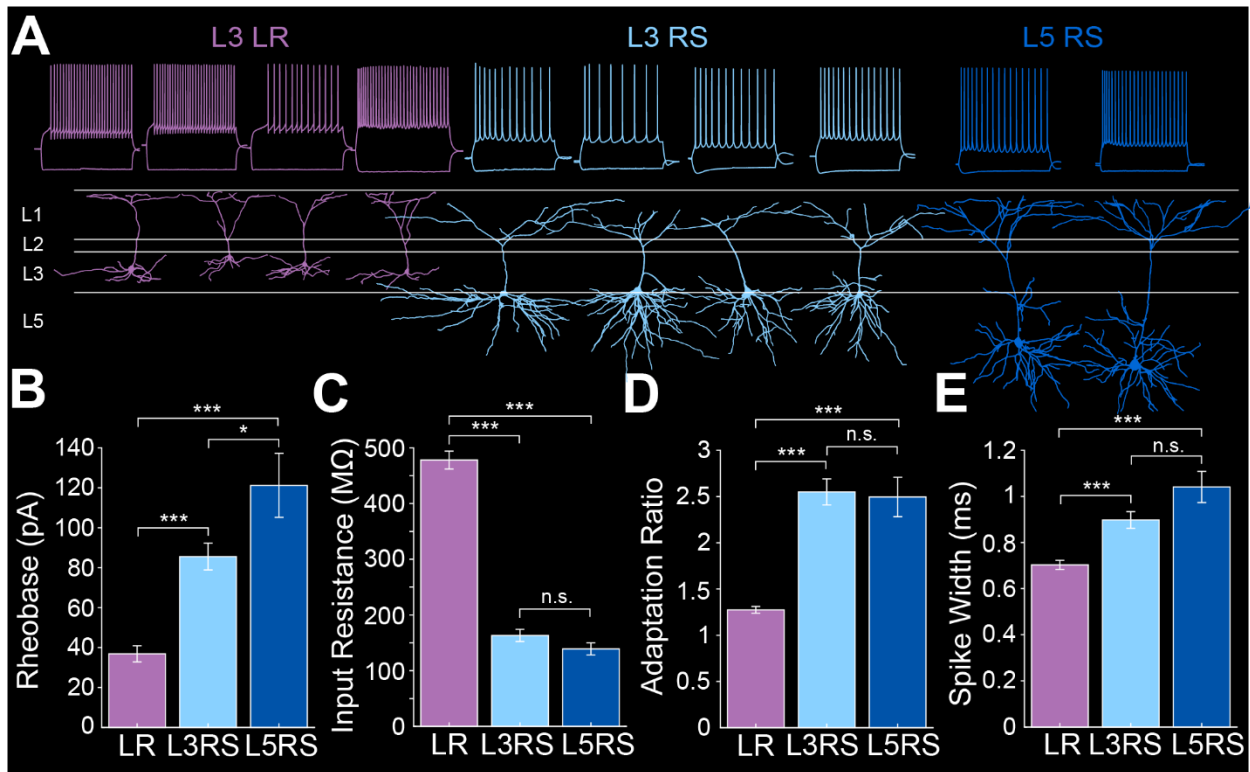 A
L3 LR
L3 RS
L5 RS
L1
L2
L3
L5
B
Rheobase (pA)
140
120
100
80
60
40
20
0
***
*
***
LR
L3RS
L5RS
C
Input Resistance (MΩ)
500
450
400
300
200
150
100
50
0
***
***
n.s.
LR
L3RS
L5RS
D
Adaptation Ratio
3
2.5
2
1.5
1
0.5
0
***
n.s.
***
LR
L3RS
L5RS
E
Spike Width (ms)
1.2
1
0.8
0.6
0.4
0.2
0
***
n.s.
***
LR
L3RS
L5RS